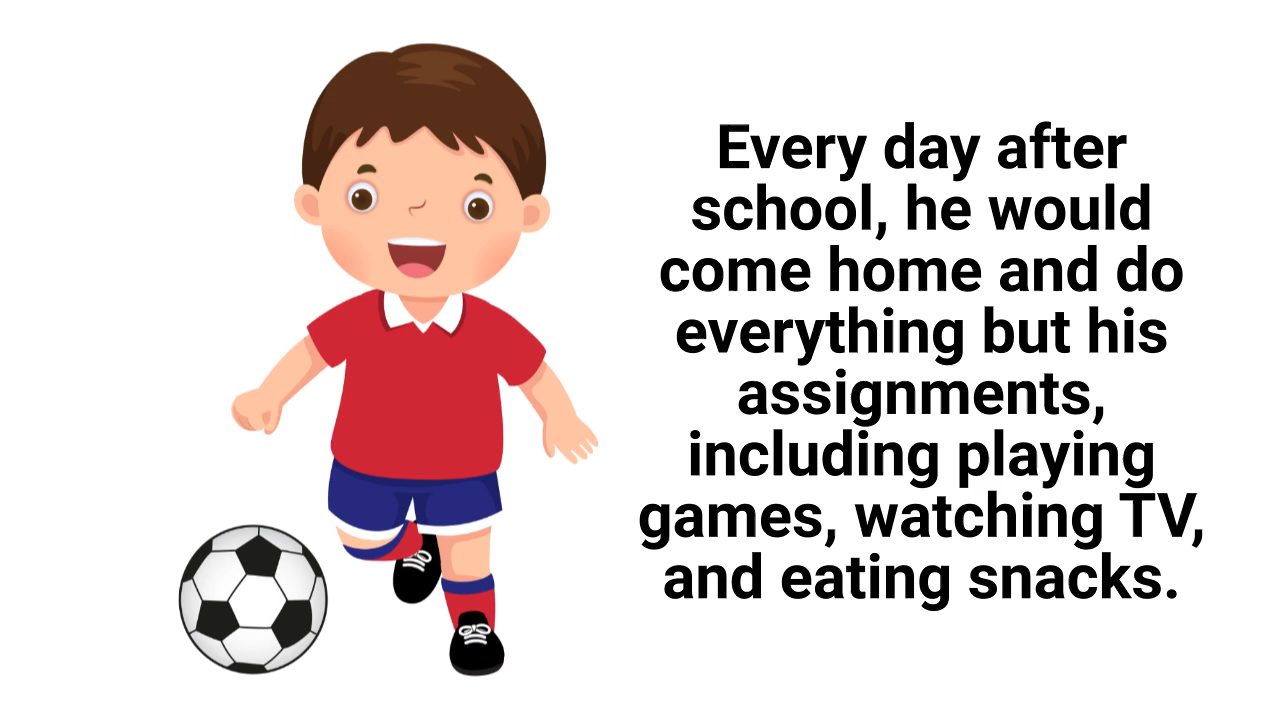 Every day after
school, he would
come home and do
everything but his
assignments,
including playing
games, watching TV,
and eating snacks.